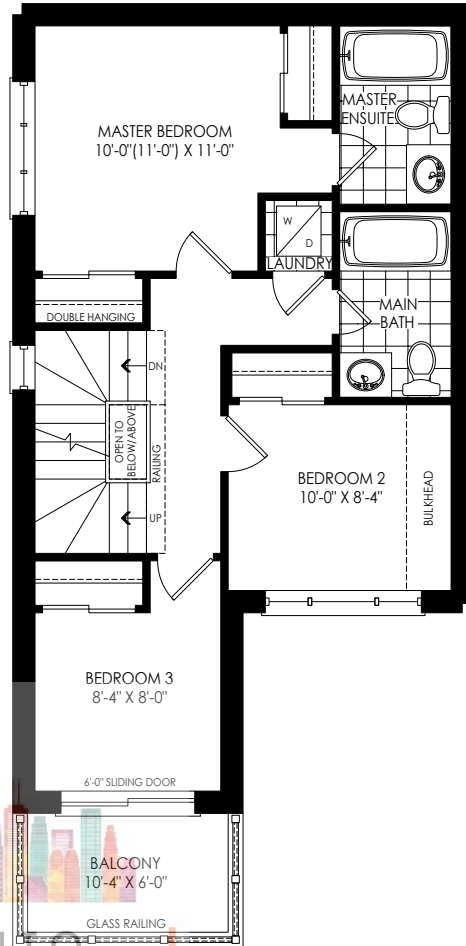 MASTER BEDROOM
10'-0"(11'-0") X 11'-0"
MASTER
ENSUITE
W
D
LAUNDRY
MAIN
BATH
DOUBLE HANGING
DN
OPEN TO
BELOW/ABOVE
RAILING
UP
BEDROOM 2
10'-0" X 8'-4"
BULKHEAD
BEDROOM 3
8'-4" X 8'-0"
6'-0" SLIDING DOOR
BALCONY
10'-4" X 6'-0"
GLASS RAILING